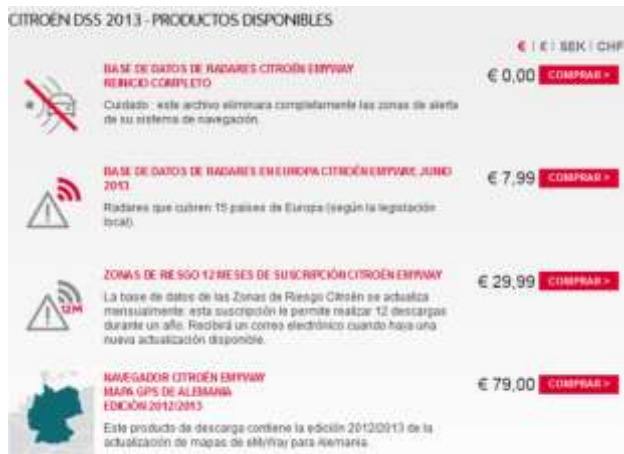 CITROËN DS5 2013 - PRODUCTOS DISPONIBLES
€ | £ | SEK | CHF
BASE DE DATOS DE RADARES CITROËN EMYWAY
REINICIO COMPLETO
€ 0,00 COMPRAR >
Cuidado : este archivo eliminara completamente las zonas de alerta
de su sistema de navegación.
BASE DE DATOS DE RADARES EN EUROPA CITROËN EMYWAY JUNIO
2013
€ 7,99 COMPRAR >
Radares que cubren 15 países de Europa (según la legislación
local)
ZONAS DE RIESGO 12 MESES DE SUSCRIPCIÓN CITROËN EMYWAY
€ 29,99 COMPRAR >
La base de datos de las Zonas de Riesgo Citroën se actualiza
mensualmente: esta suscripción le permite realizar 12 descargas
durante un año. Recibirá un correo electrónico cuando haya una
nueva actualización disponible.
12M
NAVEGADOR CITROËN EMYWAY
MAPA GPS DE ALEMANIA
EDICIÓN 2012/2013
€ 79,00 COMPRAR >
Este producto de descarga contiene la edición 2012/2013 de la
actualización de mapas de eMyWay para Alemania.